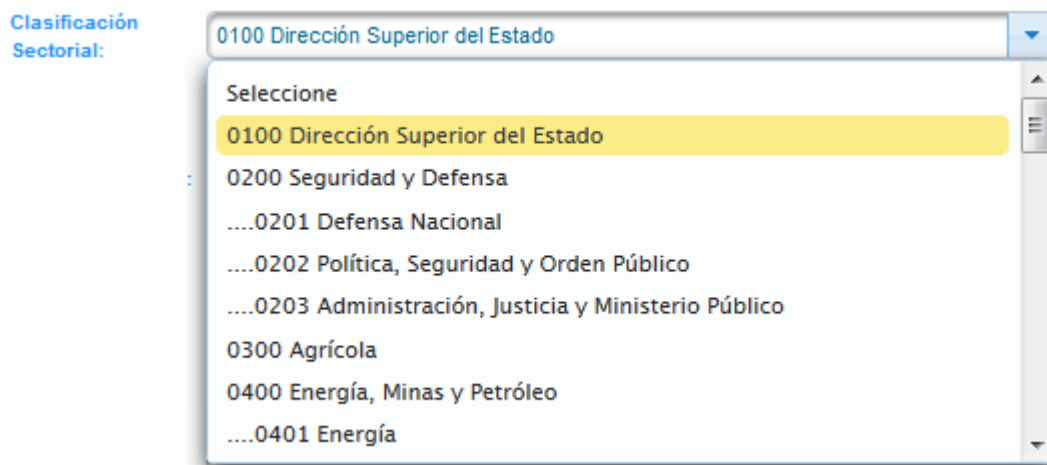 Clasificación
Sectorial:
0100 Dirección Superior del Estado
Seleccione
0100 Dirección Superior del Estado
0200 Seguridad y Defensa
:
....0201 Defensa Nacional
....0202 Política, Seguridad y Orden Público
....0203 Administración, Justicia y Ministerio Público
0300 Agrícola
0400 Energía, Minas y Petróleo
....0401 Energía